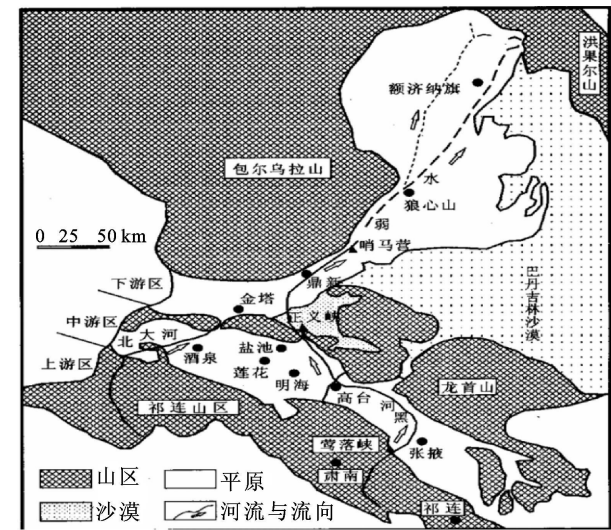 洪果尔山
额济纳旗
包尔乌拉山
水
狼心山
弱
0 25 50 km
哨马营
巴丹吉林沙漠
下游区
鼎新
金塔
正义峡
中游区
北大河
上游区
酒泉
盐池
莲花
明海
龙首山
祁连山区
高台
河
黑
莺落峡
张掖
肃南
山区
平原
沙漠
河流与流向
祁连